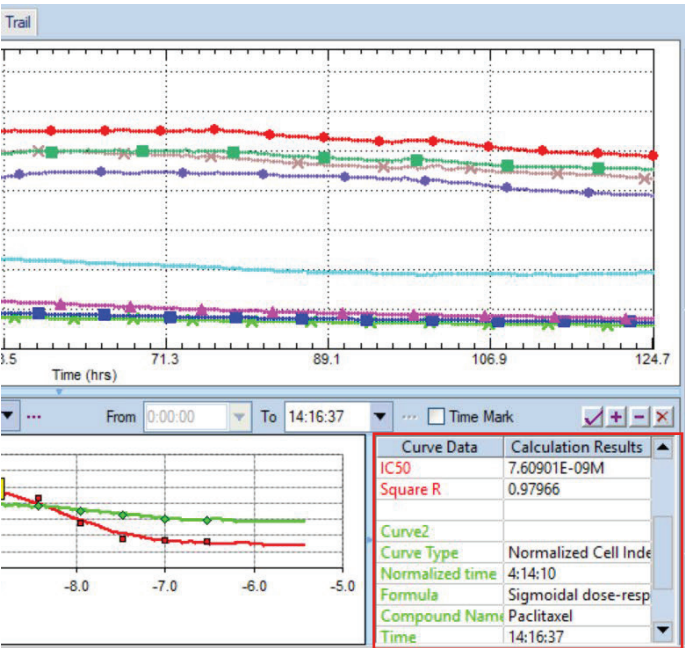 Trail
3.5 71.3 89.1 106.9 124.7
Time (hrs)
From 0:00:00 To 14:16:37 Time Mark
Curve Data Calculation Results
IC50 7.60901E-09M
Square R 0.97966
Curve2
Curve Type Normalized Cell Inde
Normalized time 4:14:10
Formula Sigmoidal dose-resp
Compound Name Paclitaxel
Time 14:16:37
-8.0 -7.0 -6.0 -5.0